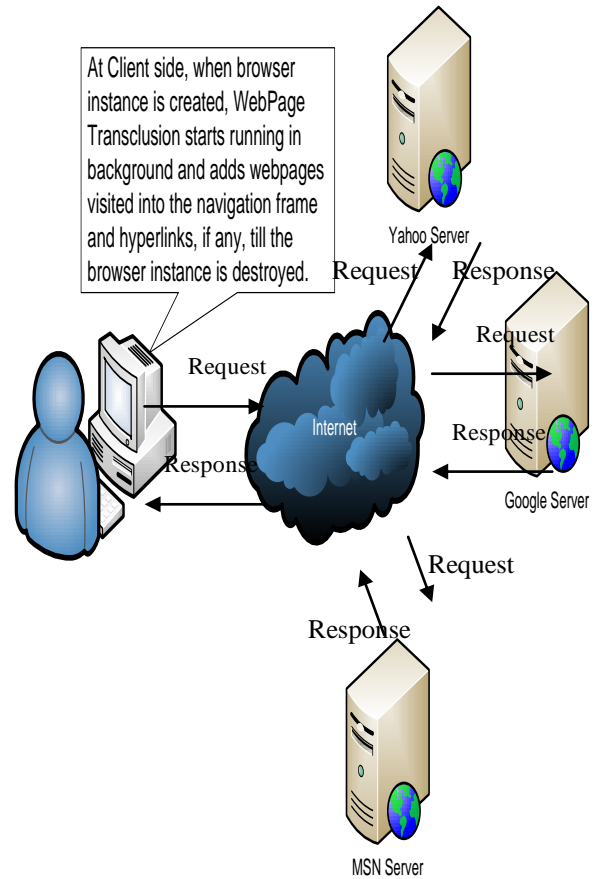 At Client side, when browser
instance is created, WebPage
Transclusion starts running in
background and adds webpages
visited into the navigation frame
and hyperlinks, if any, till the
browser instance is destroyed.
Yahoo Server
Request
Response
Request
Request
Internet
Response
Response
Google Server
Request
Response
MSN Server